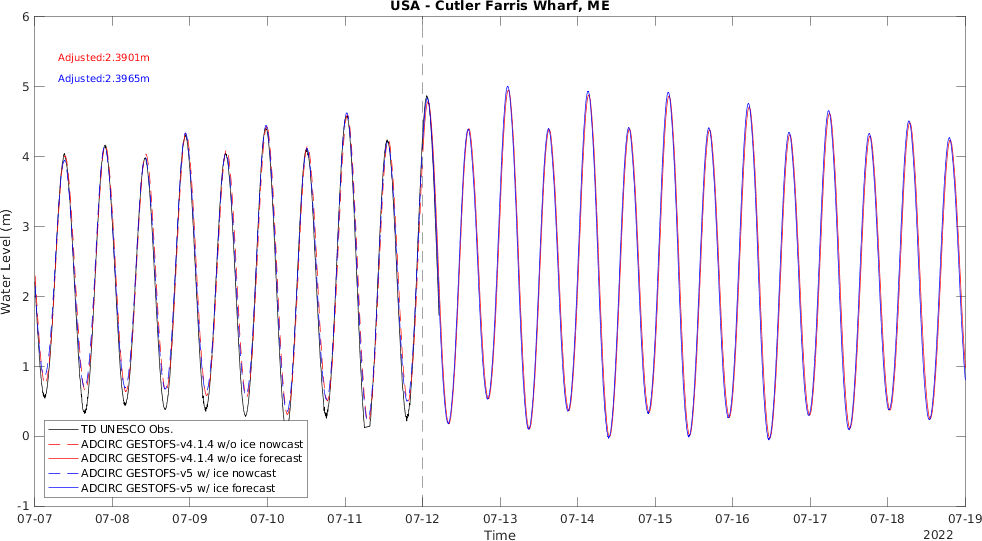 USA - Cutler Farris Wharf, ME
6
Adjusted:2.3901m
5
Adjusted:2.3965m
4
3
2
1
0
-1
Water Level (m)
TD UNESCO Obs.
ADCIRC GESTOFS-v4.1.4 w/o ice nowcast
ADCIRC GESTOFS-v4.1.4 w/o ice forecast
ADCIRC GESTOFS-v5 w/ ice nowcast
ADCIRC GESTOFS-v5 w/ ice forecast
07-07 07-08 07-09 07-10 07-11 07-12 07-13 07-14 07-15 07-16 07-17 07-18 07-19
Time
2022